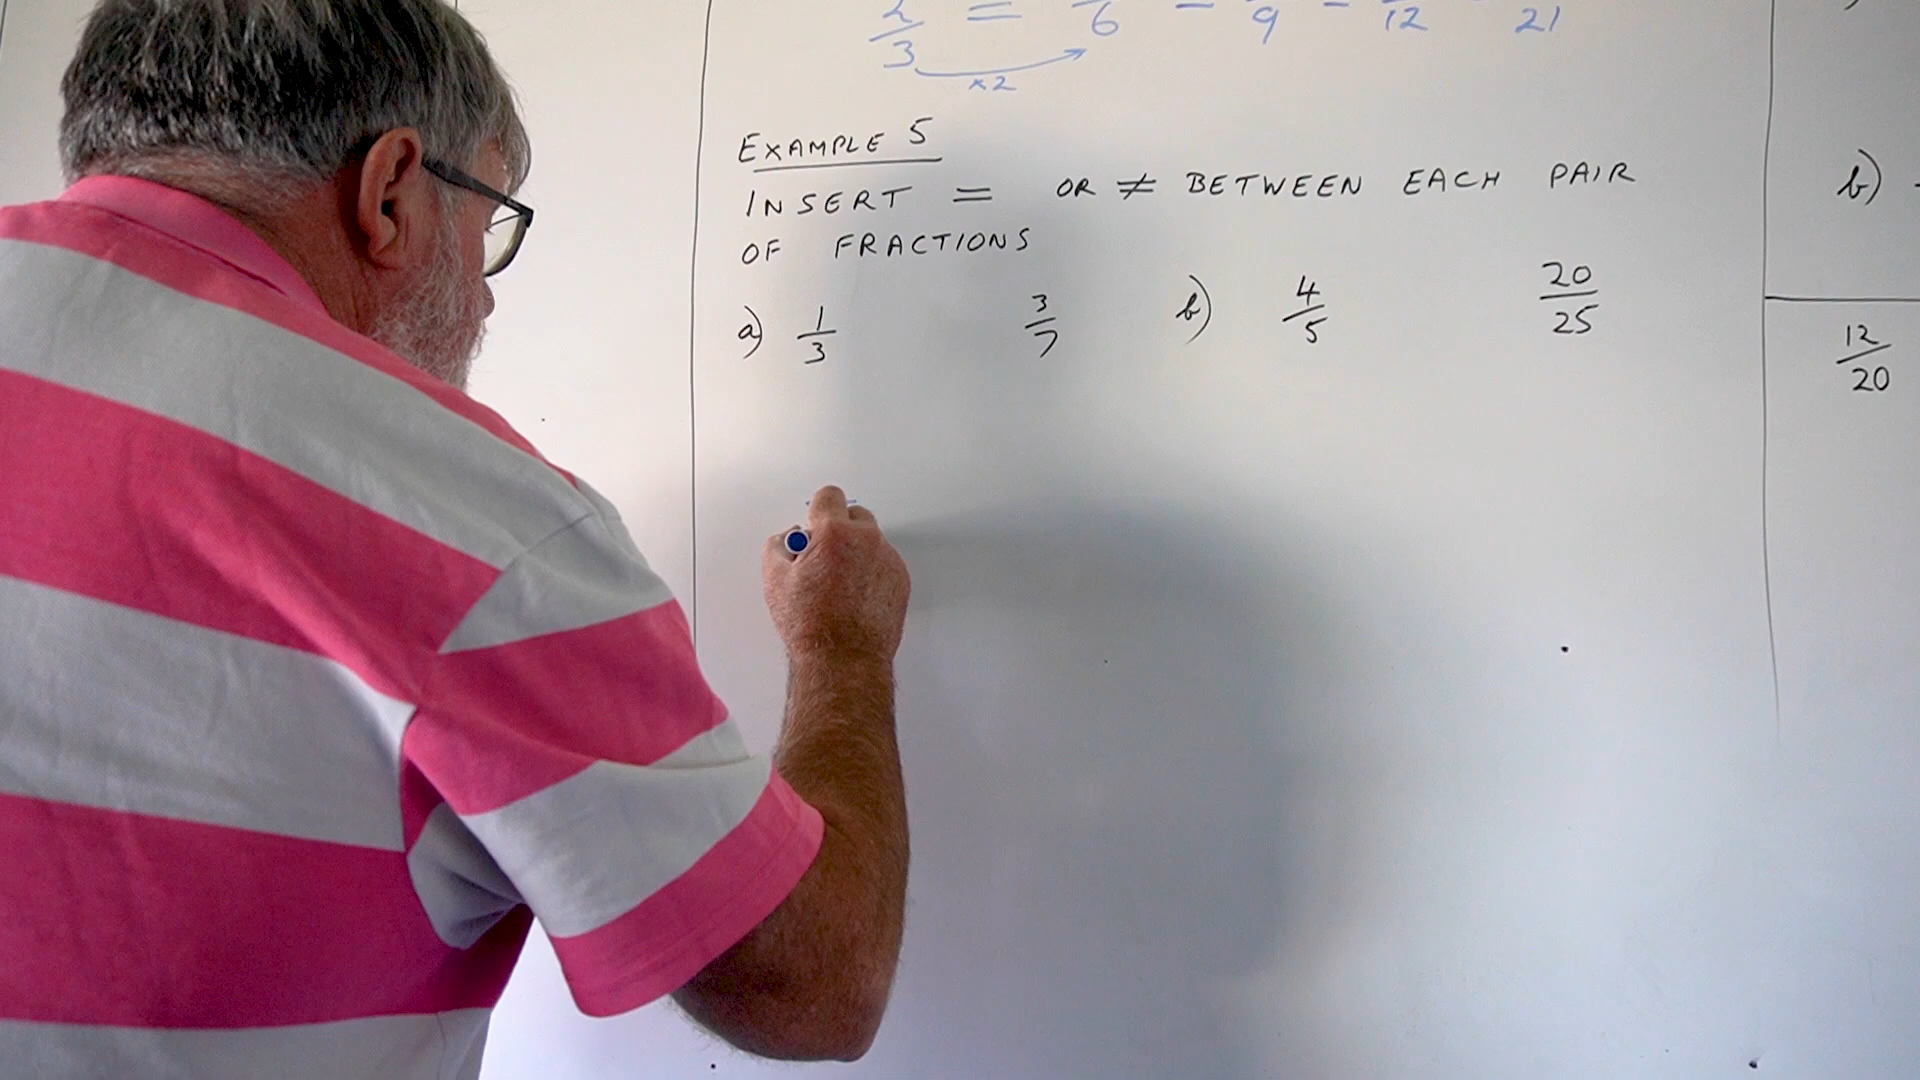 2/3 = /6 = /9 = /12 = /21
×2
EXAMPLE 5
INSERT = OR ≠ BETWEEN EACH PAIR
OF FRACTIONS
a) 1/3 3/7 b) 4/5 20/25
b)
12/20